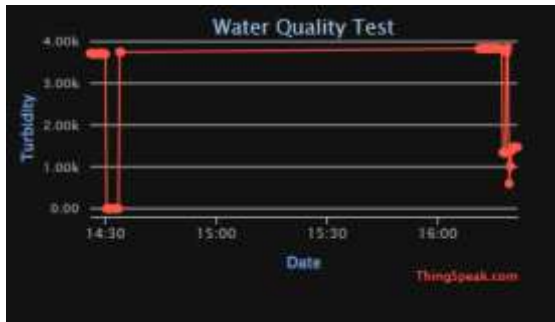 Water Quality Test
4.00k
3.00k
2.00k
1.00k
0.00
Turbidity
14:30 15:00 15:30 16:00
Date
ThingSpeak.com